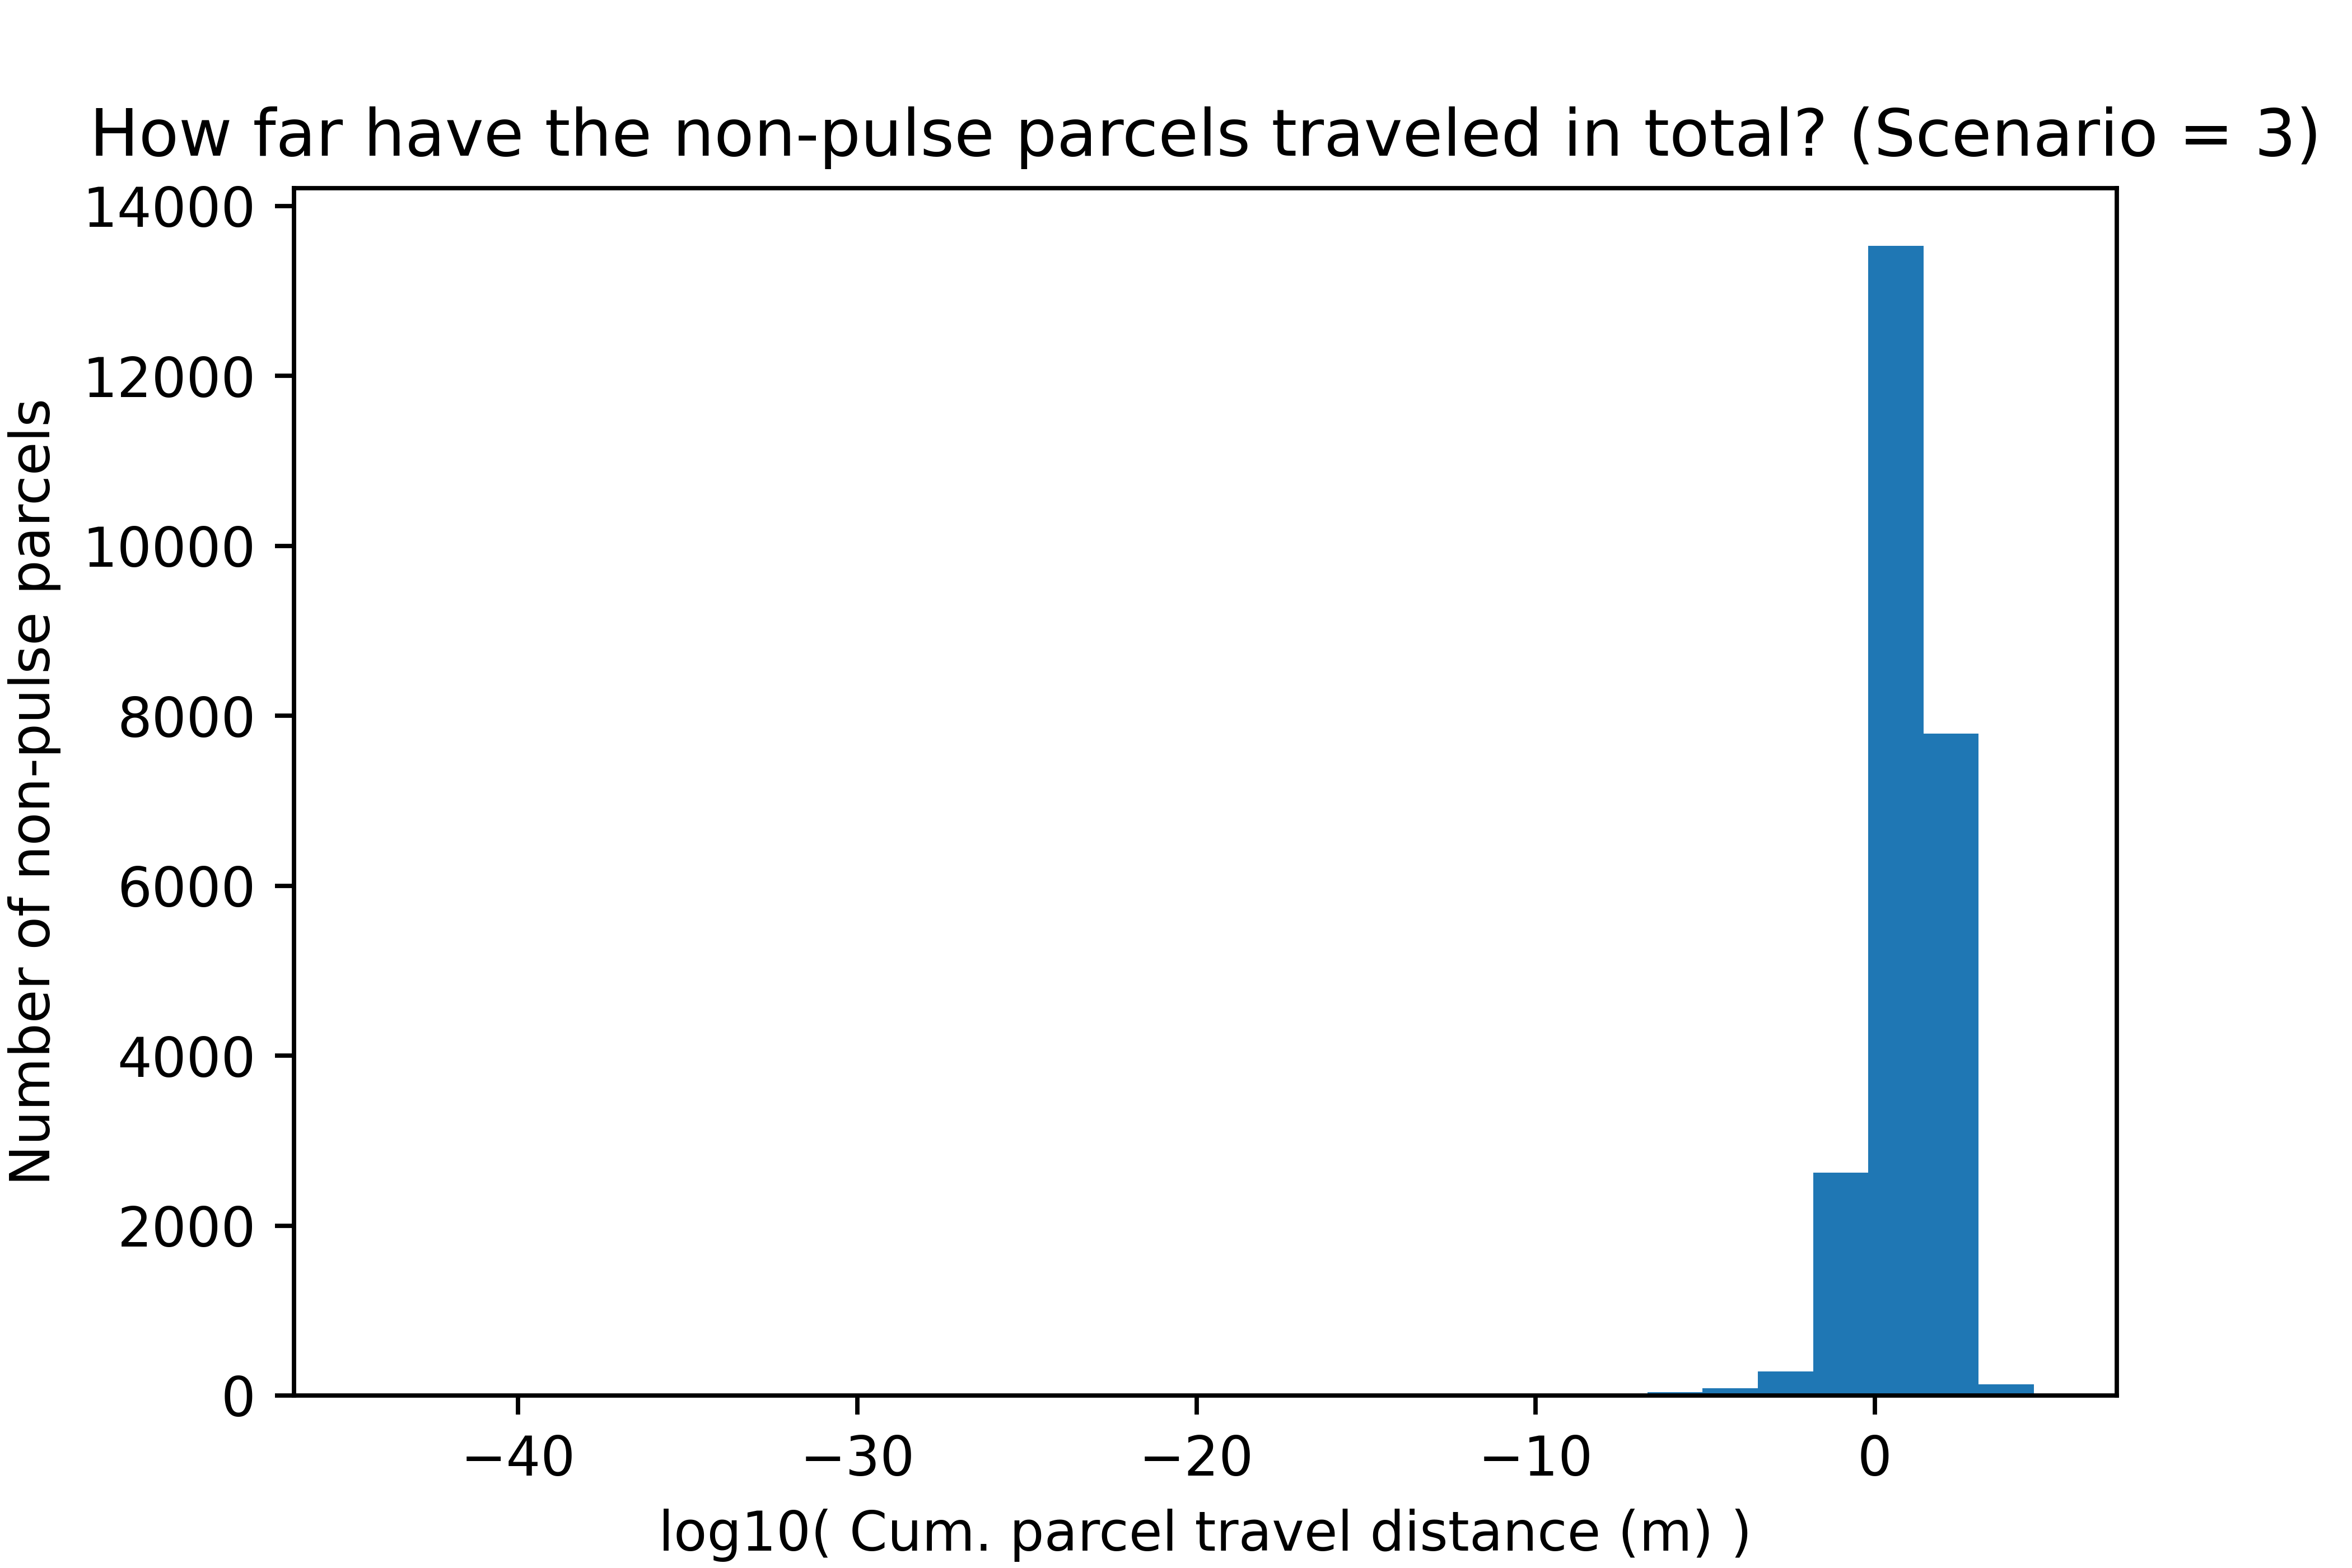 How far have the non-pulse parcels traveled in total? (Scenario = 3)
14000
12000
10000
8000
6000
4000
2000
0
Number of non-pulse parcels
−40 −30 −20 −10 0
log10( Cum. parcel travel distance (m) )